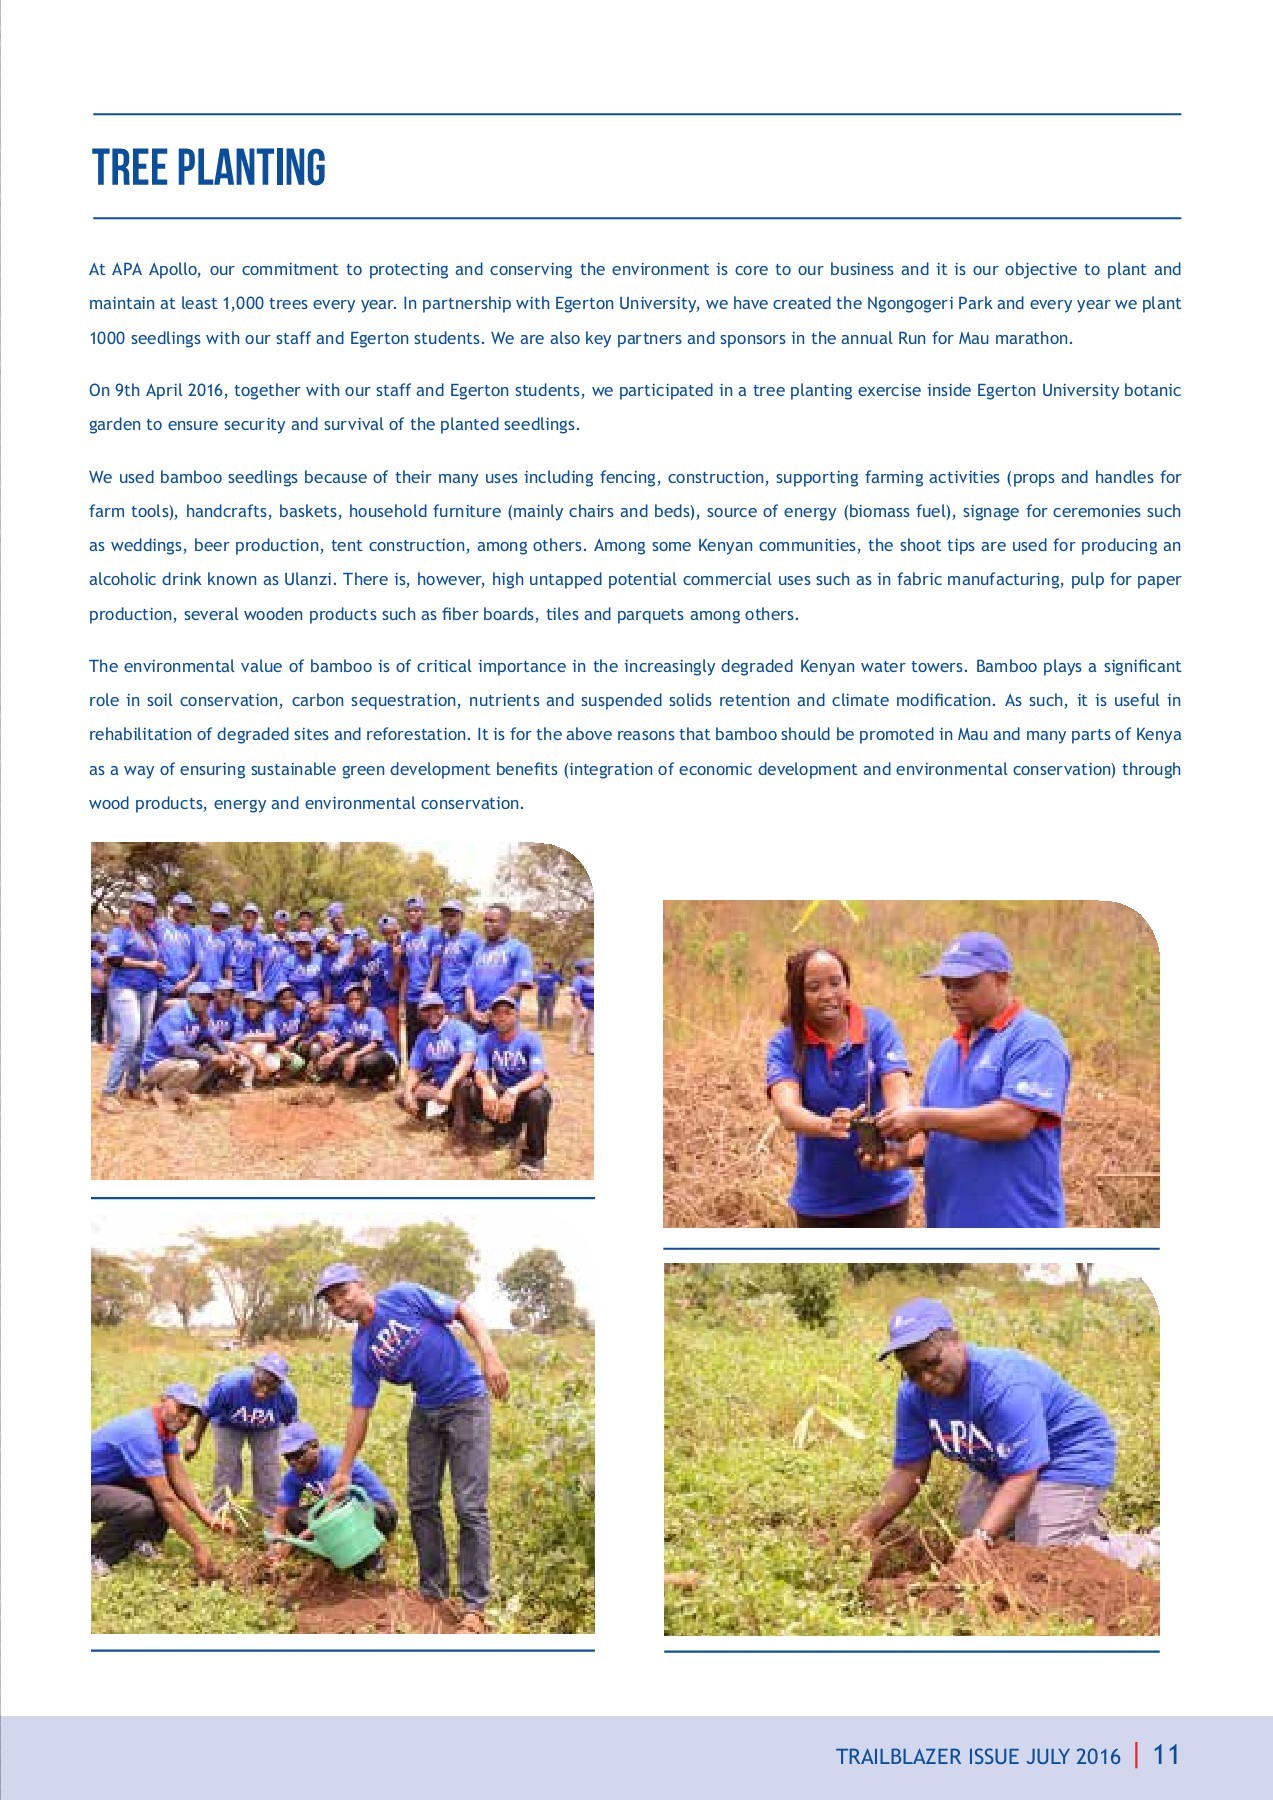 TREE PLANTING
At APA Apollo, our commitment to protecting and conserving the environment is core to our business and it is our objective to plant and
maintain at least 1,000 trees every year. In partnership with Egerton University, we have created the Ngongogeri Park and every year we plant
1000 seedlings with our staff and Egerton students. We are also key partners and sponsors in the annual Run for Mau marathon.
On 9th April 2016, together with our staff and Egerton students, we participated in a tree planting exercise inside Egerton University botanic
garden to ensure security and survival of the planted seedlings.
We used bamboo seedlings because of their many uses including fencing, construction, supporting farming activities (props and handles for
farm tools), handcrafts, baskets, household furniture (mainly chairs and beds), source of energy (biomass fuel), signage for ceremonies such
as weddings, beer production, tent construction, among others. Among some Kenyan communities, the shoot tips are used for producing an
alcoholic drink known as Ulanzi. There is, however, high untapped potential commercial uses such as in fabric manufacturing, pulp for paper
production, several wooden products such as fiber boards, tiles and parquets among others.
The environmental value of bamboo is of critical importance in the increasingly degraded Kenyan water towers. Bamboo plays a significant
role in soil conservation, carbon sequestration, nutrients and suspended solids retention and climate modification. As such, it is useful in
rehabilitation of degraded sites and reforestation. It is for the above reasons that bamboo should be promoted in Mau and many parts of Kenya
as a way of ensuring sustainable green development benefits (integration of economic development and environmental conservation) through
wood products, energy and environmental conservation.
APA
APA
APA
APA
APA
APA
TRAILBLAZER ISSUE JULY 2016 | 11